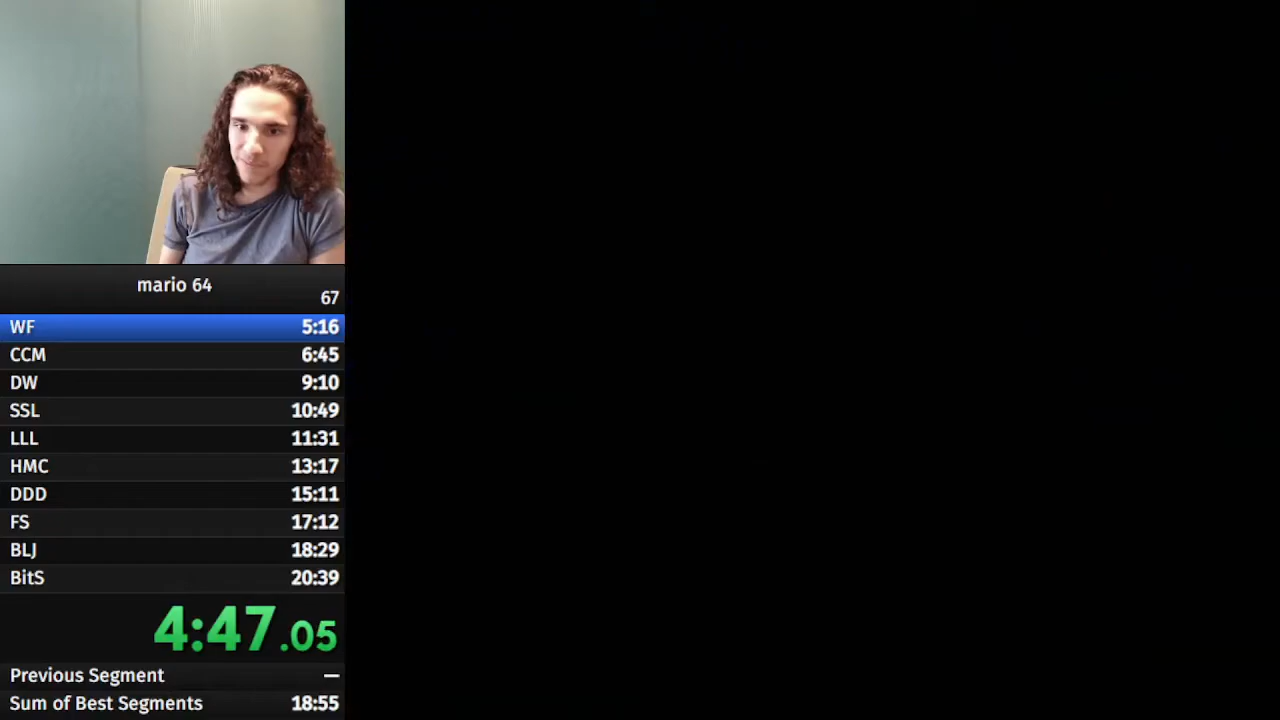 mario 64
67
WF 5:16
CCM 6:45
DW 9:10
SSL 10:49
LLL 11:31
HMC 13:17
DDD 15:11
FS 17:12
BLJ 18:29
BitS 20:39
4:47.05
Previous Segment —
Sum of Best Segments 18:55